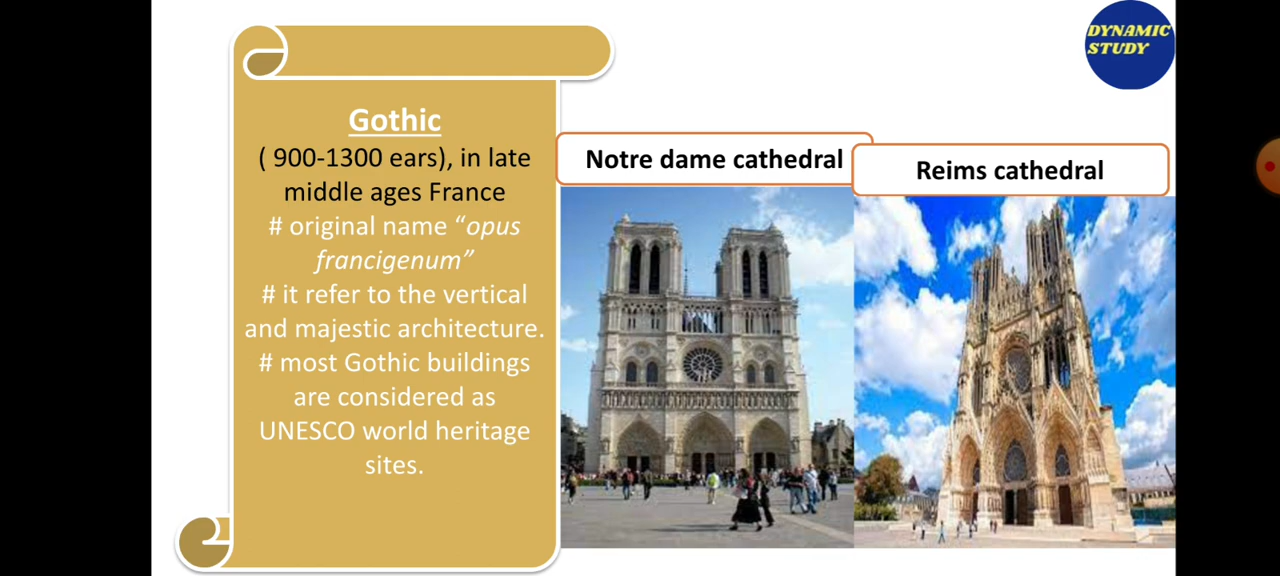 DYNAMIC
STUDY
Gothic
( 900-1300 ears), in late
middle ages France
# original name “opus
francigenum”
# it refer to the vertical
and majestic architecture.
# most Gothic buildings
are considered as
UNESCO world heritage
sites.
Notre dame cathedral
Reims cathedral